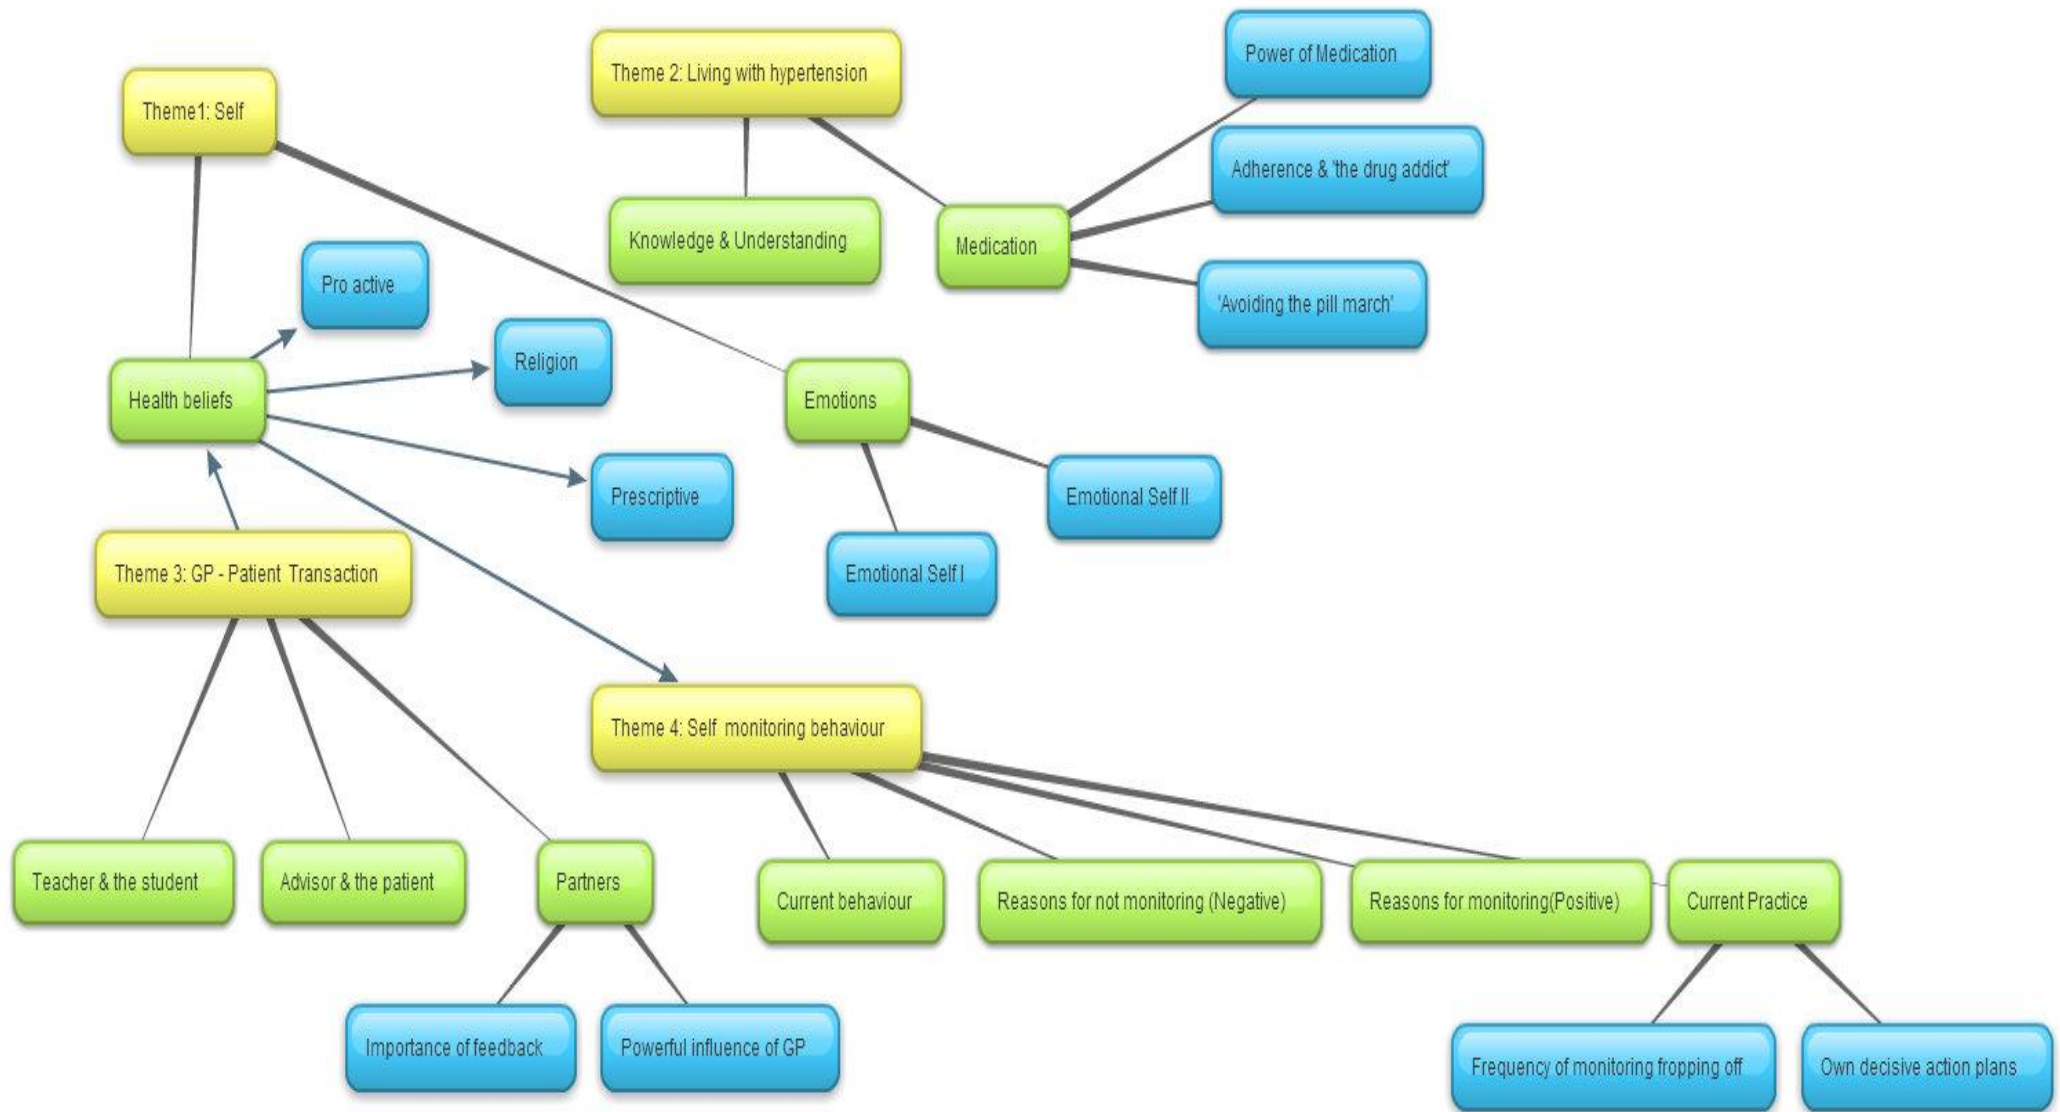 Power of Medication
Theme 2: Living with hypertension
Theme1: Self
Adherence & 'the drug addict'
Knowledge & Understanding
Medication
Pro active
'Avoiding the pill march'
Religion
Health beliefs
Emotions
Prescriptive
Emotional Self II
Theme 3: GP - Patient Transaction
Emotional Self I
Theme 4: Self monitoring behaviour
Teacher & the student
Advisor & the patient
Partners
Current behaviour
Reasons for not monitoring (Negative)
Reasons for monitoring(Positive)
Current Practice
Importance of feedback
Powerful influence of GP
Frequency of monitoring fropping off
Own decisive action plans